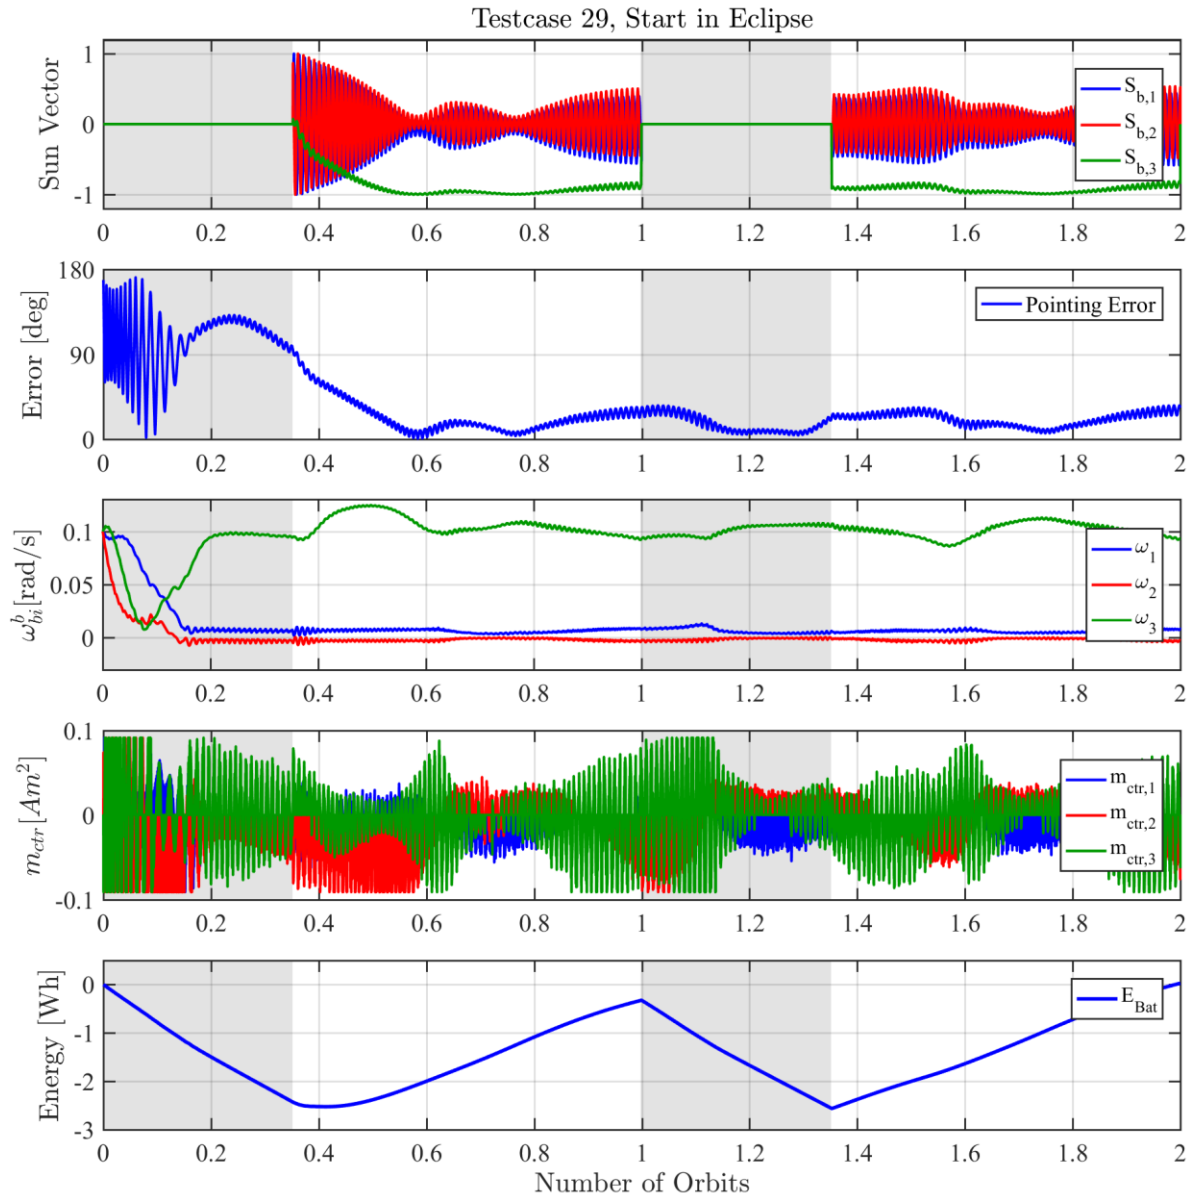 Testcase 29, Start in Eclipse
Sun Vector
1
0
-1
S_b,1
S_b,2
S_b,3
0 0.2 0.4 0.6 0.8 1 1.2 1.4 1.6 1.8 2
Error [deg]
180
90
0
Pointing Error
0 0.2 0.4 0.6 0.8 1 1.2 1.4 1.6 1.8 2
ω_bi^b [rad/s]
0.1
0.05
0
ω_1
ω_2
ω_3
0 0.2 0.4 0.6 0.8 1 1.2 1.4 1.6 1.8 2
m_ctr [Am^2]
0.1
0
-0.1
m_ctr,1
m_ctr,2
m_ctr,3
0 0.2 0.4 0.6 0.8 1 1.2 1.4 1.6 1.8 2
Energy [Wh]
0
-1
-2
-3
E_Bat
0 0.2 0.4 0.6 0.8 1 1.2 1.4 1.6 1.8 2
Number of Orbits